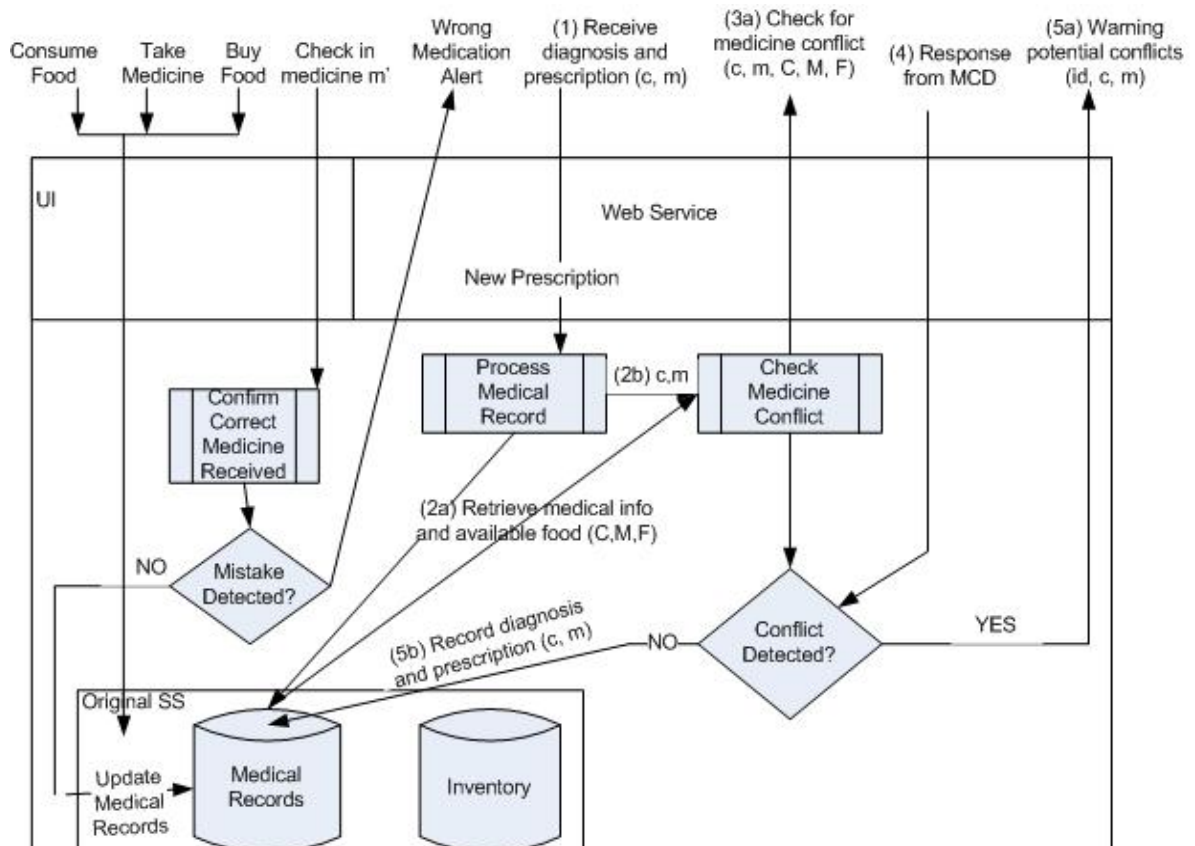 Consume
Food
Take
Medicine
Buy
Food
Check in
medicine m'
Wrong
Medication
Alert
(1) Receive
diagnosis and
prescription (c, m)
(3a) Check for
medicine conflict
(c, m, C, M, F)
(4) Response
from MCD
(5a) Warning
potential conflicts
(id, c, m)
UI
Web Service
New Prescription
Process
Medical
Record
(2b) c,m
Check
Medicine
Conflict
Confirm
Correct
Medicine
Received
(2a) Retrieve medical info
and available food (C,M,F)
NO
Mistake
Detected?
(5b) Record diagnosis
and prescription (c, m)
NO
Conflict
Detected?
YES
Original SS
Update
Medical
Records
Medical
Records
Inventory